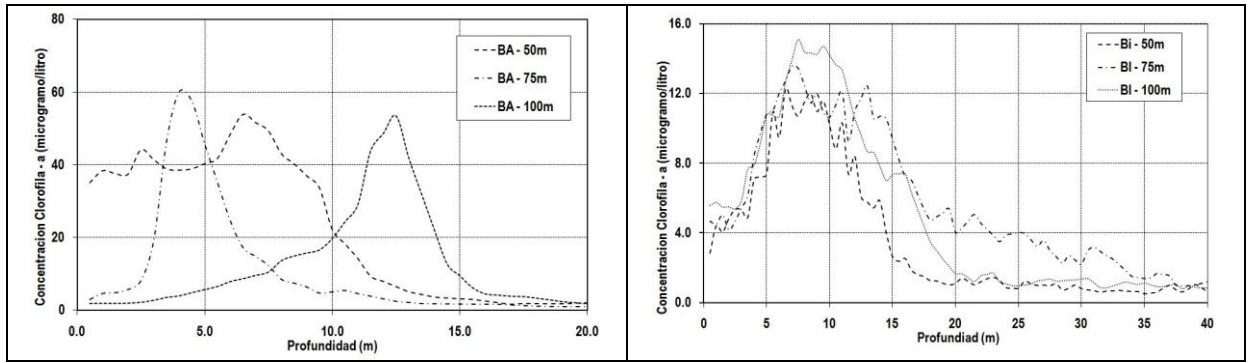 Concentracion Clorofila - a (microgramo/litro)
80
60
40
20
0
0.0 5.0 10.0 15.0 20.0
Profundidad (m)
BA - 50m
BA - 75m
BA - 100m
Concentracion Clorofila - a (microgramo/litro)
16.0
12.0
8.0
4.0
0.0
0 5 10 15 20 25 30 35 40
Profundiad (m)
Bi - 50m
BI - 75m
BI - 100m